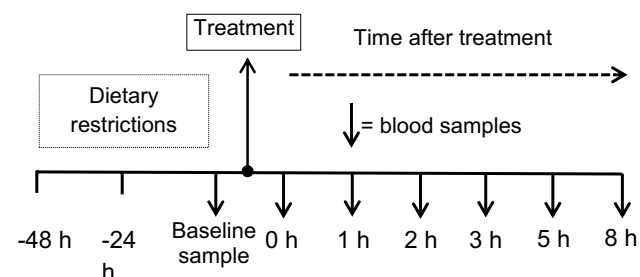 Treatment
Time after treatment
Dietary
restrictions
= blood samples
-48 h
-24
h
Baseline
sample
0 h
1 h
2 h
3 h
5 h
8 h